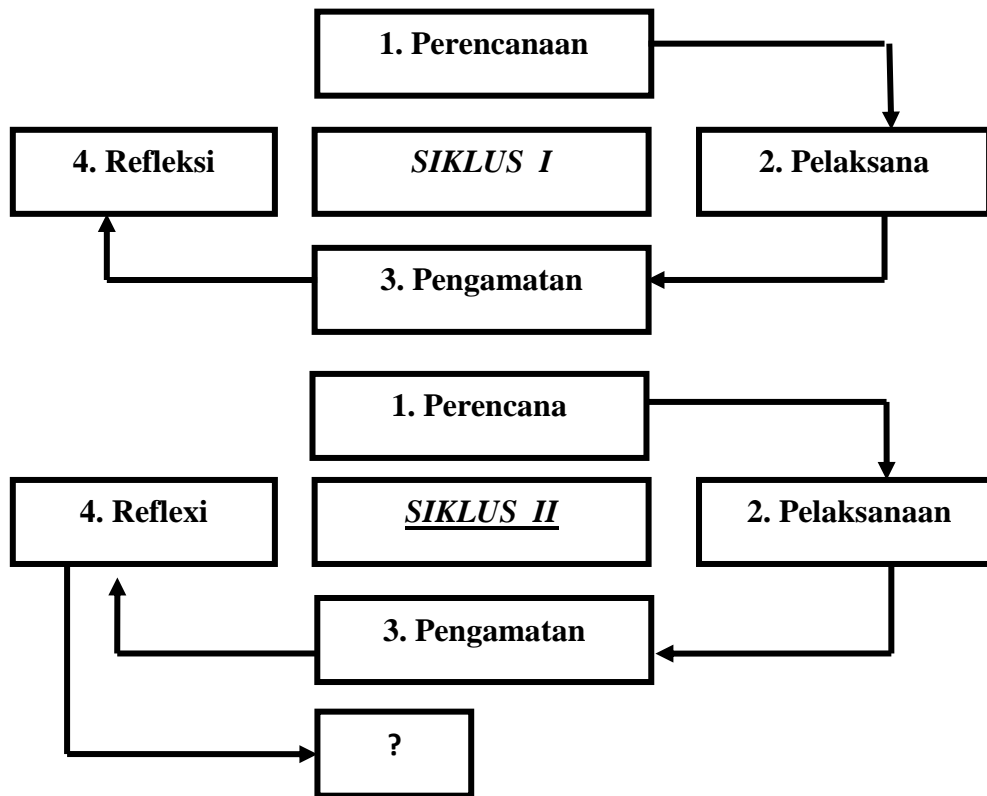 1. Perencanaan
4. Refleksi
SIKLUS I
2. Pelaksana
3. Pengamatan
1. Perencana
4. Reflexi
SIKLUS II
2. Pelaksanaan
3. Pengamatan
?